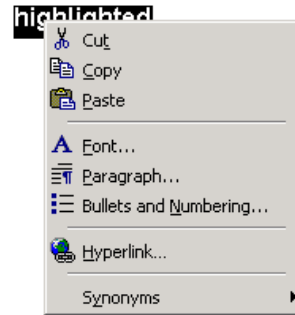 highlighted
Cut
Copy
Paste
Font...
Paragraph...
Bullets and Numbering...
Hyperlink...
Synonyms